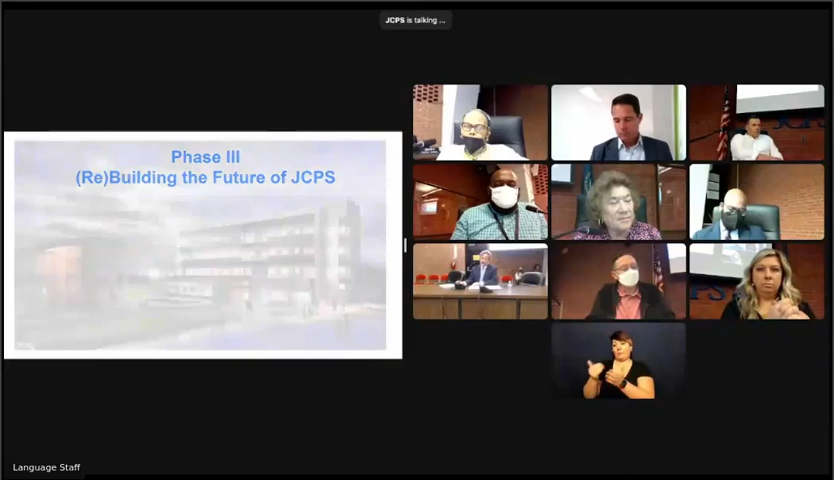 JCPS is talking ...
Phase III
(Re)Building the Future of JCPS
Language Staff